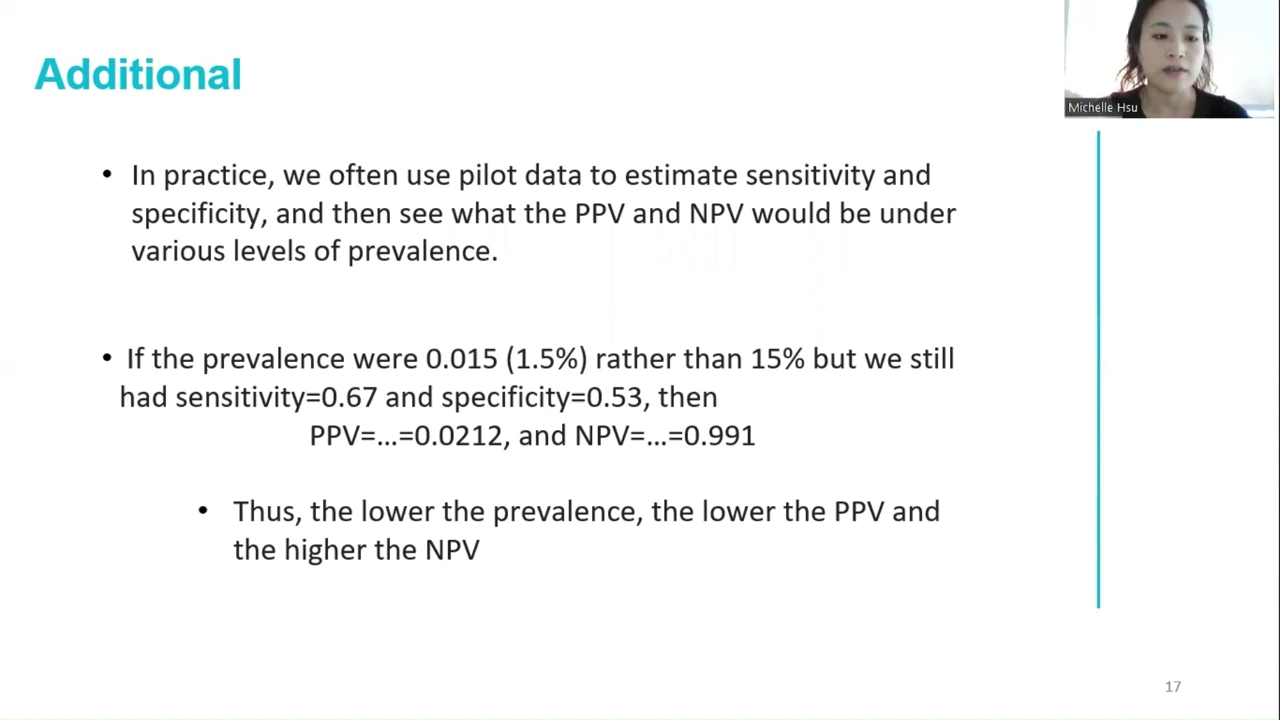 Additional
Michelle Hsu
• In practice, we often use pilot data to estimate sensitivity and
specificity, and then see what the PPV and NPV would be under
various levels of prevalence.
• If the prevalence were 0.015 (1.5%) rather than 15% but we still
had sensitivity=0.67 and specificity=0.53, then
PPV=...=0.0212, and NPV=...=0.991
• Thus, the lower the prevalence, the lower the PPV and
the higher the NPV
17